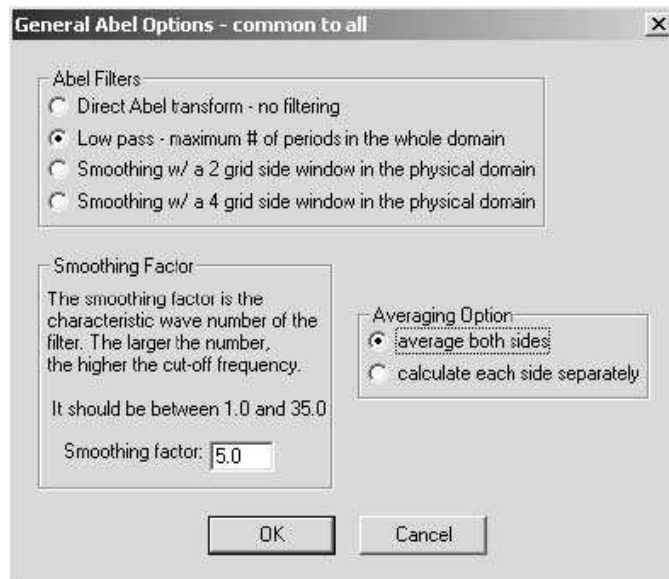 General Abel Options - common to all
Abel Filters
Direct Abel transform - no filtering
Low pass - maximum # of periods in the whole domain
Smoothing w/ a 2 grid side window in the physical domain
Smoothing w/ a 4 grid side window in the physical domain
Smoothing Factor
The smoothing factor is the
characteristic wave number of the
filter. The larger the number,
the higher the cut-off frequency.
It should be between 1.0 and 35.0
Smoothing factor: 5.0
Averaging Option
average both sides
calculate each side separately
OK
Cancel